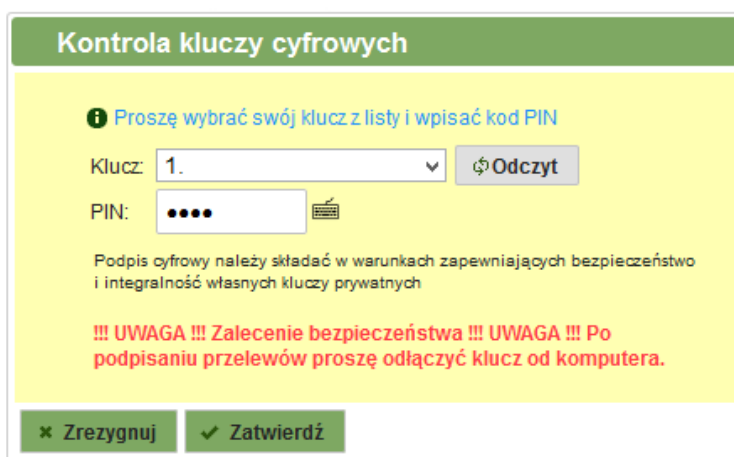 Kontrola kluczy cyfrowych
Proszę wybrać swój klucz z listy i wpisać kod PIN
Klucz: 1. Odczyt
PIN: ••••
Podpis cyfrowy należy składać w warunkach zapewniających bezpieczeństwo
i integralność własnych kluczy prywatnych
!!! UWAGA !!! Zalecenie bezpieczeństwa !!! UWAGA !!! Po
podpisaniu przelewów proszę odłączyć klucz od komputera.
Zrezygnuj Zatwierdź